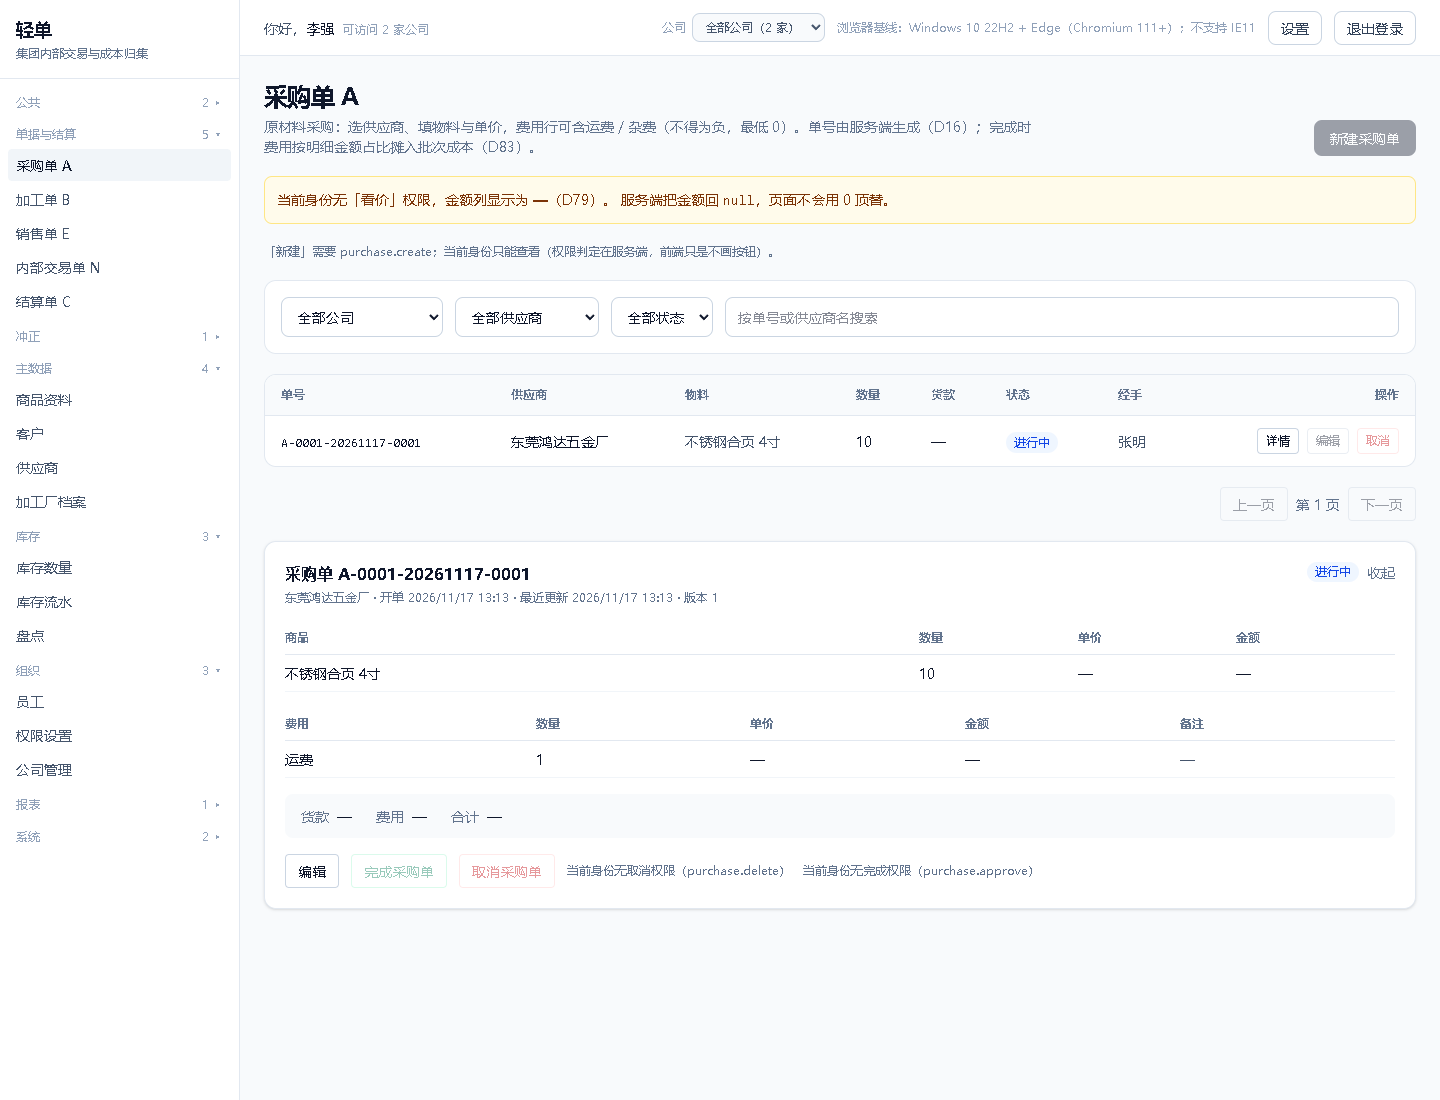 轻单
集团内部交易与成本归集
公共 2
单据与结算 5
采购单 A
加工单 B
销售单 E
内部交易单 N
结算单 C
冲正 1
主数据 4
商品资料
客户
供应商
加工厂档案
库存 3
库存数量
库存流水
盘点
组织 3
员工
权限设置
公司管理
报表 1
系统 2
你好，李强 可访问 2 家公司
公司 全部公司（2 家） 浏览器基线：Windows 10 22H2 + Edge（Chromium 111+）；不支持 IE11 设置 退出登录
采购单 A
原材料采购：选供应商、填物料与单价，费用行可含运费 / 杂费（不得为负，最低 0）。单号由服务端生成（D16）；完成时
费用按明细金额占比摊入批次成本（D83）。
新建采购单
当前身份无「看价」权限，金额列显示为 —（D79）。 服务端把金额回 null，页面不会用 0 顶替。
「新建」需要 purchase.create；当前身份只能查看（权限判定在服务端，前端只是不画按钮）。
全部公司 全部供应商 全部状态 按单号或供应商名搜索
单号 供应商 物料 数量 货款 状态 经手 操作
A-0001-20261117-0001 东莞鸿达五金厂 不锈钢合页 4寸 10 — 进行中 张明 详情 编辑 取消
上一页 第 1 页 下一页
采购单 A-0001-20261117-0001 进行中 收起
东莞鸿达五金厂 · 开单 2026/11/17 13:13 · 最近更新 2026/11/17 13:13 · 版本 1
商品 数量 单价 金额
不锈钢合页 4寸 10 — —
费用 数量 单价 金额 备注
运费 1 — — —
货款 — 费用 — 合计 —
编辑 完成采购单 取消采购单 当前身份无取消权限（purchase.delete） 当前身份无完成权限（purchase.approve）